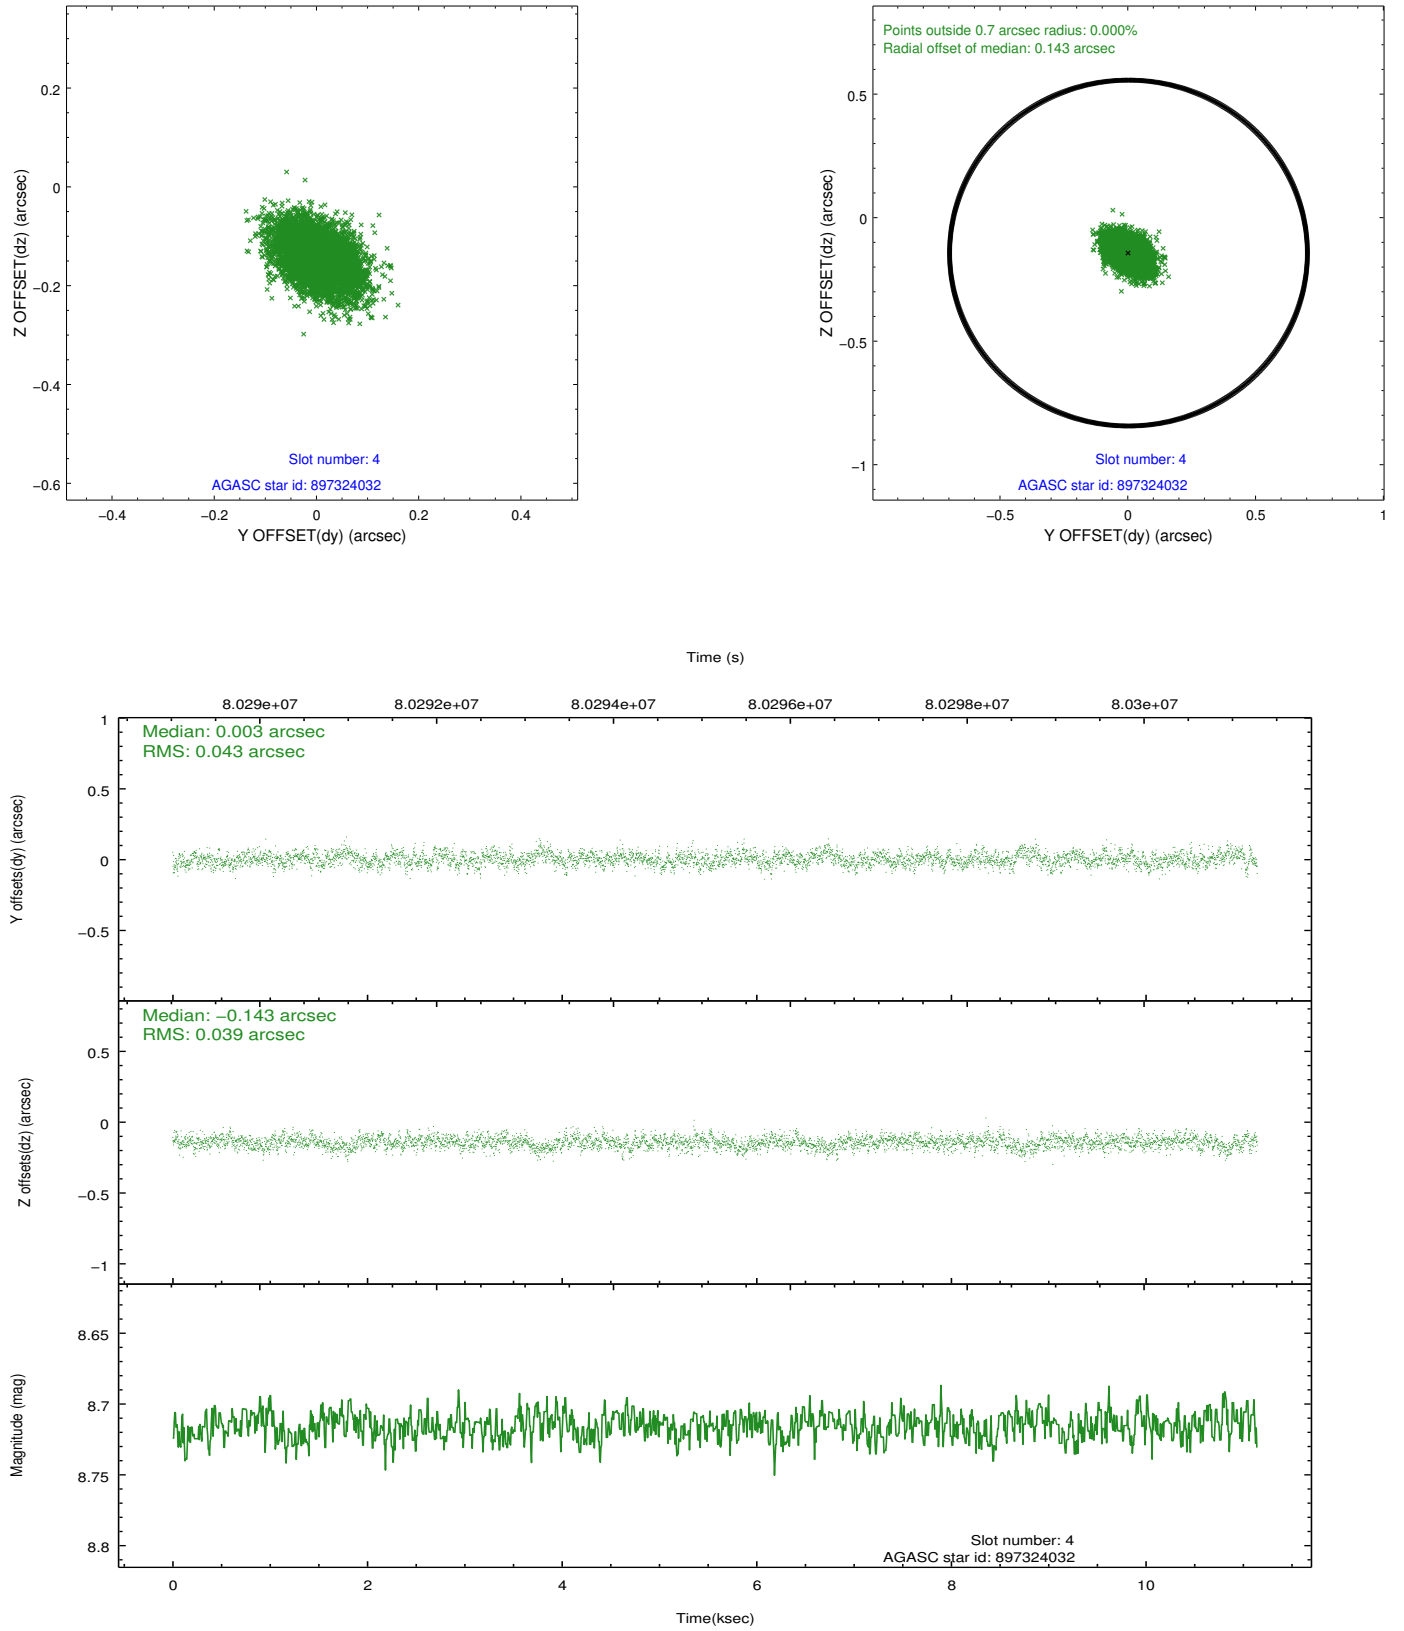 0.2
0
−0.2
−0.4
−0.6
Z OFFSET(dz) (arcsec)
Slot number: 4
AGASC star id: 897324032
−0.4 −0.2 0 0.2 0.4
Y OFFSET(dy) (arcsec)
Points outside 0.7 arcsec radius: 0.000%
Radial offset of median: 0.143 arcsec
0.5
0
−0.5
−1
Z OFFSET(dz) (arcsec)
Slot number: 4
AGASC star id: 897324032
−0.5 0 0.5 1
Y OFFSET(dy) (arcsec)
Time (s)
8.029e+07 8.0292e+07 8.0294e+07 8.0296e+07 8.0298e+07 8.03e+07
Median: 0.003 arcsec
RMS: 0.043 arcsec
1
0.5
0
−0.5
Y offsets(dy) (arcsec)
Median: −0.143 arcsec
RMS: 0.039 arcsec
0.5
0
−0.5
−1
Z offsets(dz) (arcsec)
8.65
8.7
8.75
8.8
Magnitude (mag)
Slot number: 4
AGASC star id: 897324032
0 2 4 6 8 10
Time(ksec)